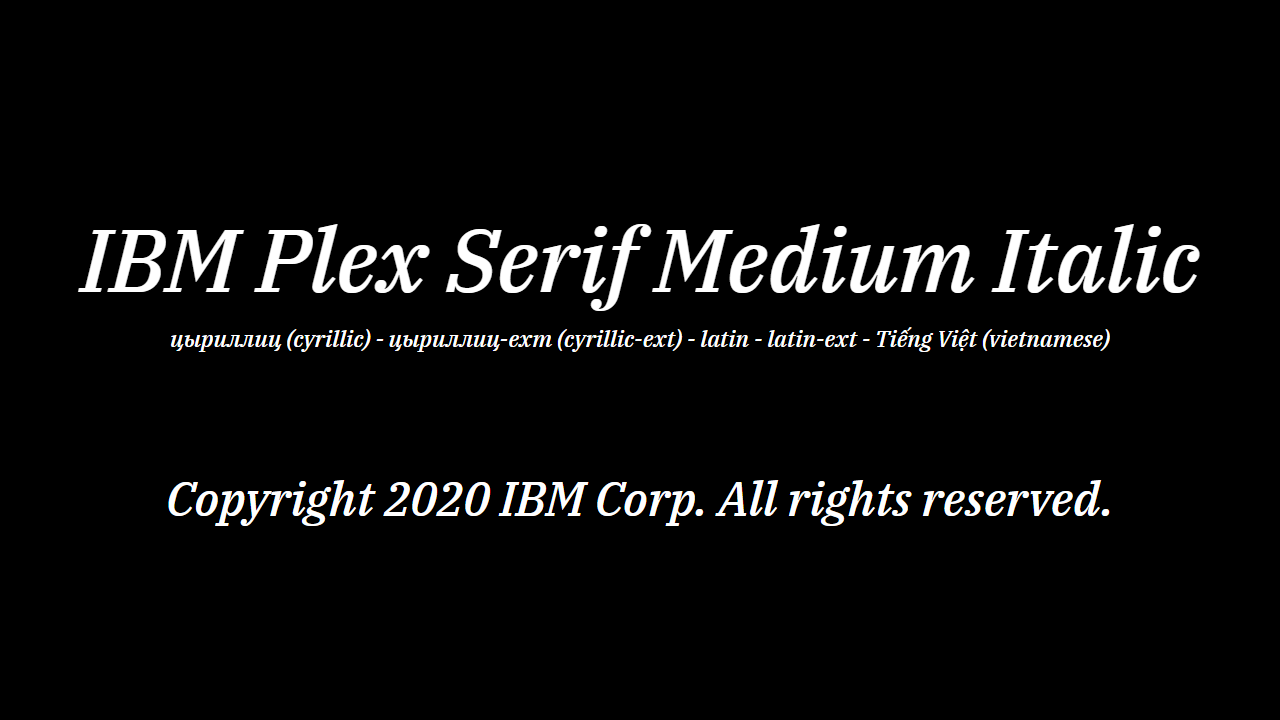 IBM Plex Serif Medium Italic
цыриллиц (cyrillic) - цыриллиц-ехт (cyrillic-ext) - latin - latin-ext - Tiếng Việt (vietnamese)
Copyright 2020 IBM Corp. All rights reserved.